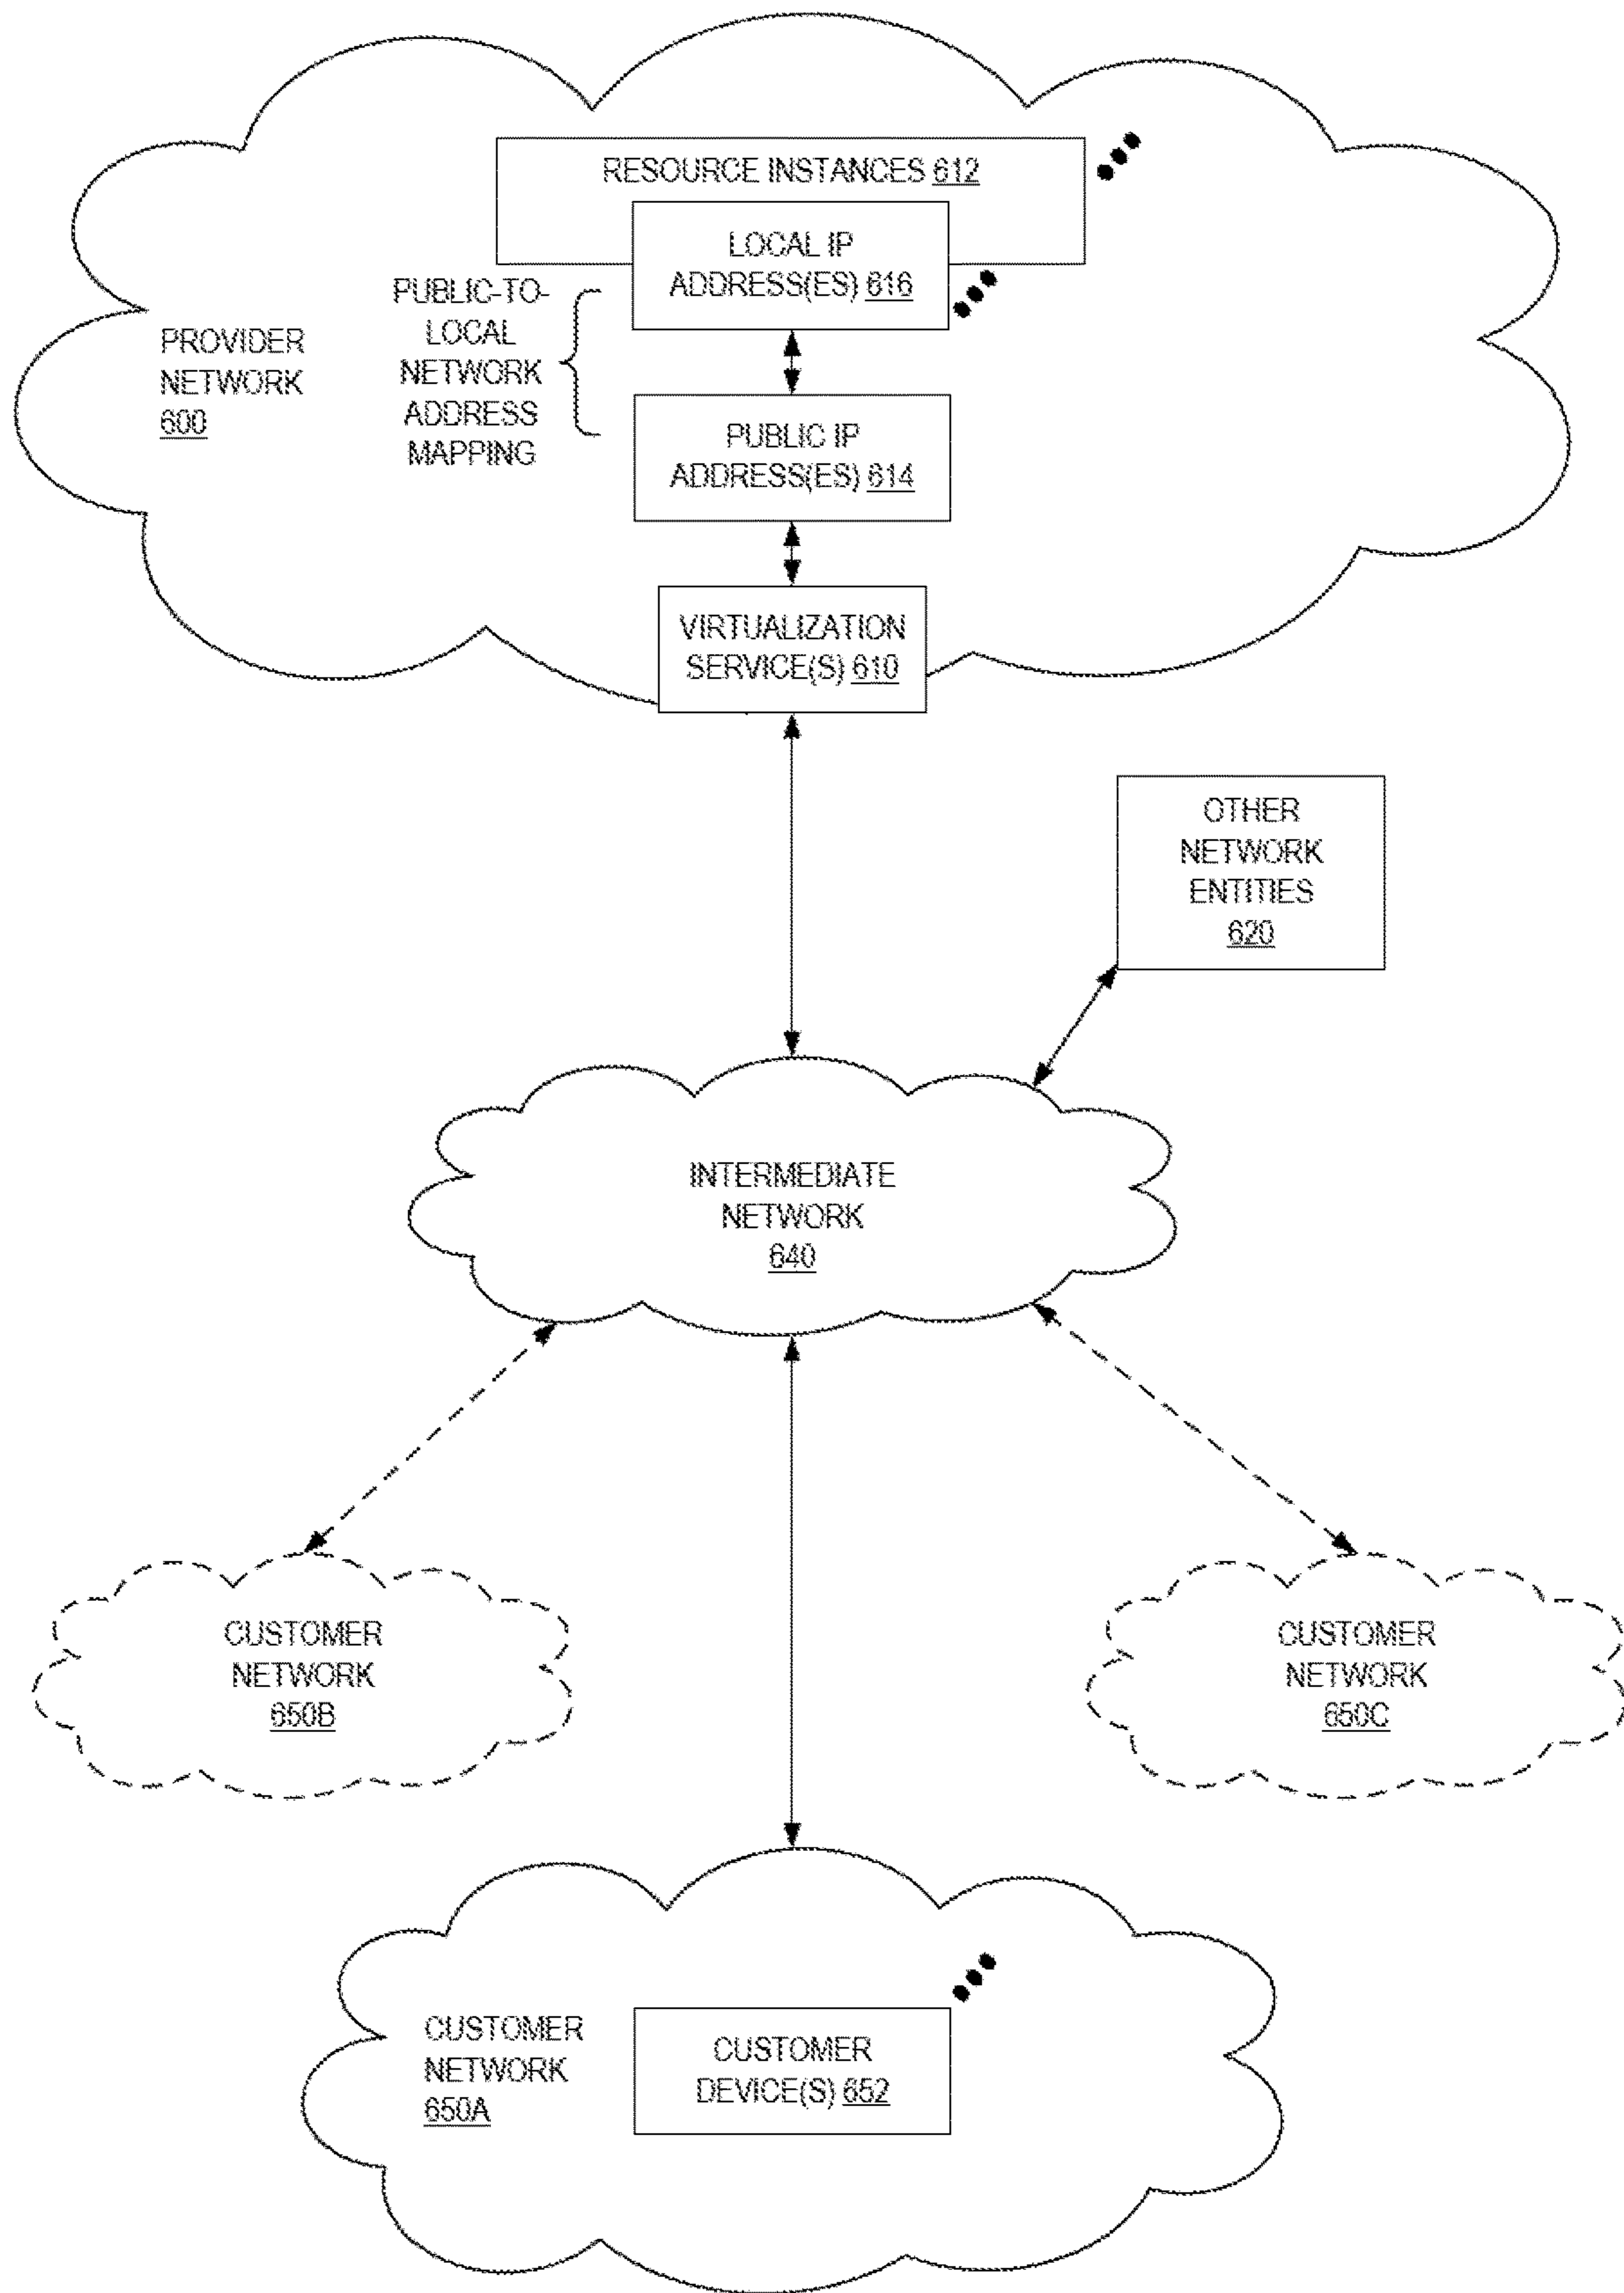 RESOURCE INSTANCES 612
LOCAL IP
ADDRESS(ES) 616
PUBLIC-TO-
LOCAL
NETWORK
ADDRESS
MAPPING
PROVIDER
NETWORK
600
PUBLIC IP
ADDRESS(ES) 614
VIRTUALIZATION
SERVICE(S) 610
OTHER
NETWORK
ENTITIES
620
INTERMEDIATE
NETWORK
640
CUSTOMER
NETWORK
650B
CUSTOMER
NETWORK
650C
CUSTOMER
NETWORK
650A
CUSTOMER
DEVICE(S) 652